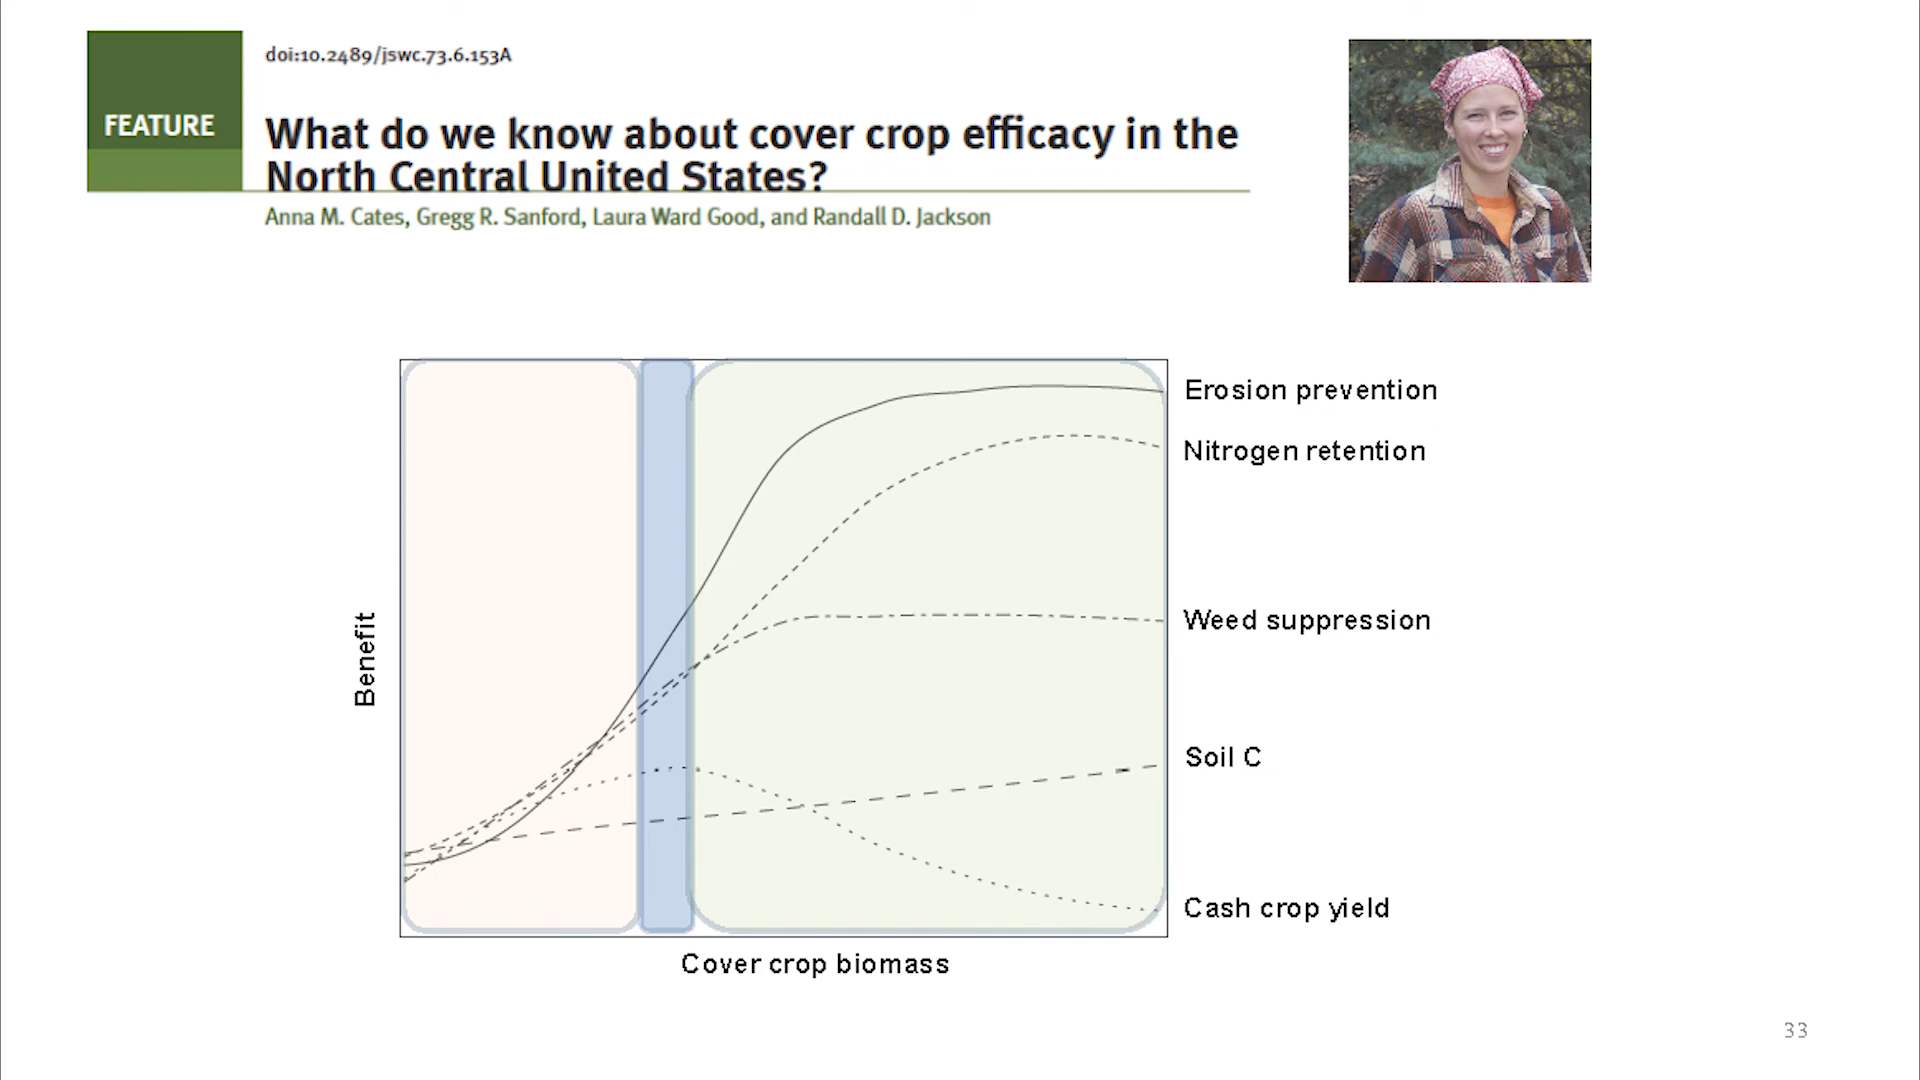 doi:10.2489/jswc.73.6.153A
FEATURE
What do we know about cover crop efficacy in the
North Central United States?
Anna M. Cates, Gregg R. Sanford, Laura Ward Good, and Randall D. Jackson
Erosion prevention
Nitrogen retention
Weed suppression
Benefit
Soil C
Cash crop yield
Cover crop biomass
33